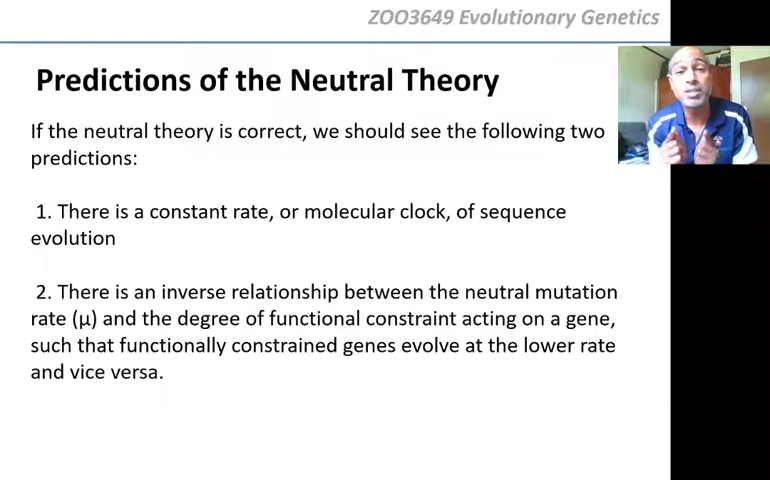 ZOO3649 Evolutionary Genetics
Predictions of the Neutral Theory
If the neutral theory is correct, we should see the following two
predictions:
1. There is a constant rate, or molecular clock, of sequence
evolution
2. There is an inverse relationship between the neutral mutation
rate (μ) and the degree of functional constraint acting on a gene,
such that functionally constrained genes evolve at the lower rate
and vice versa.